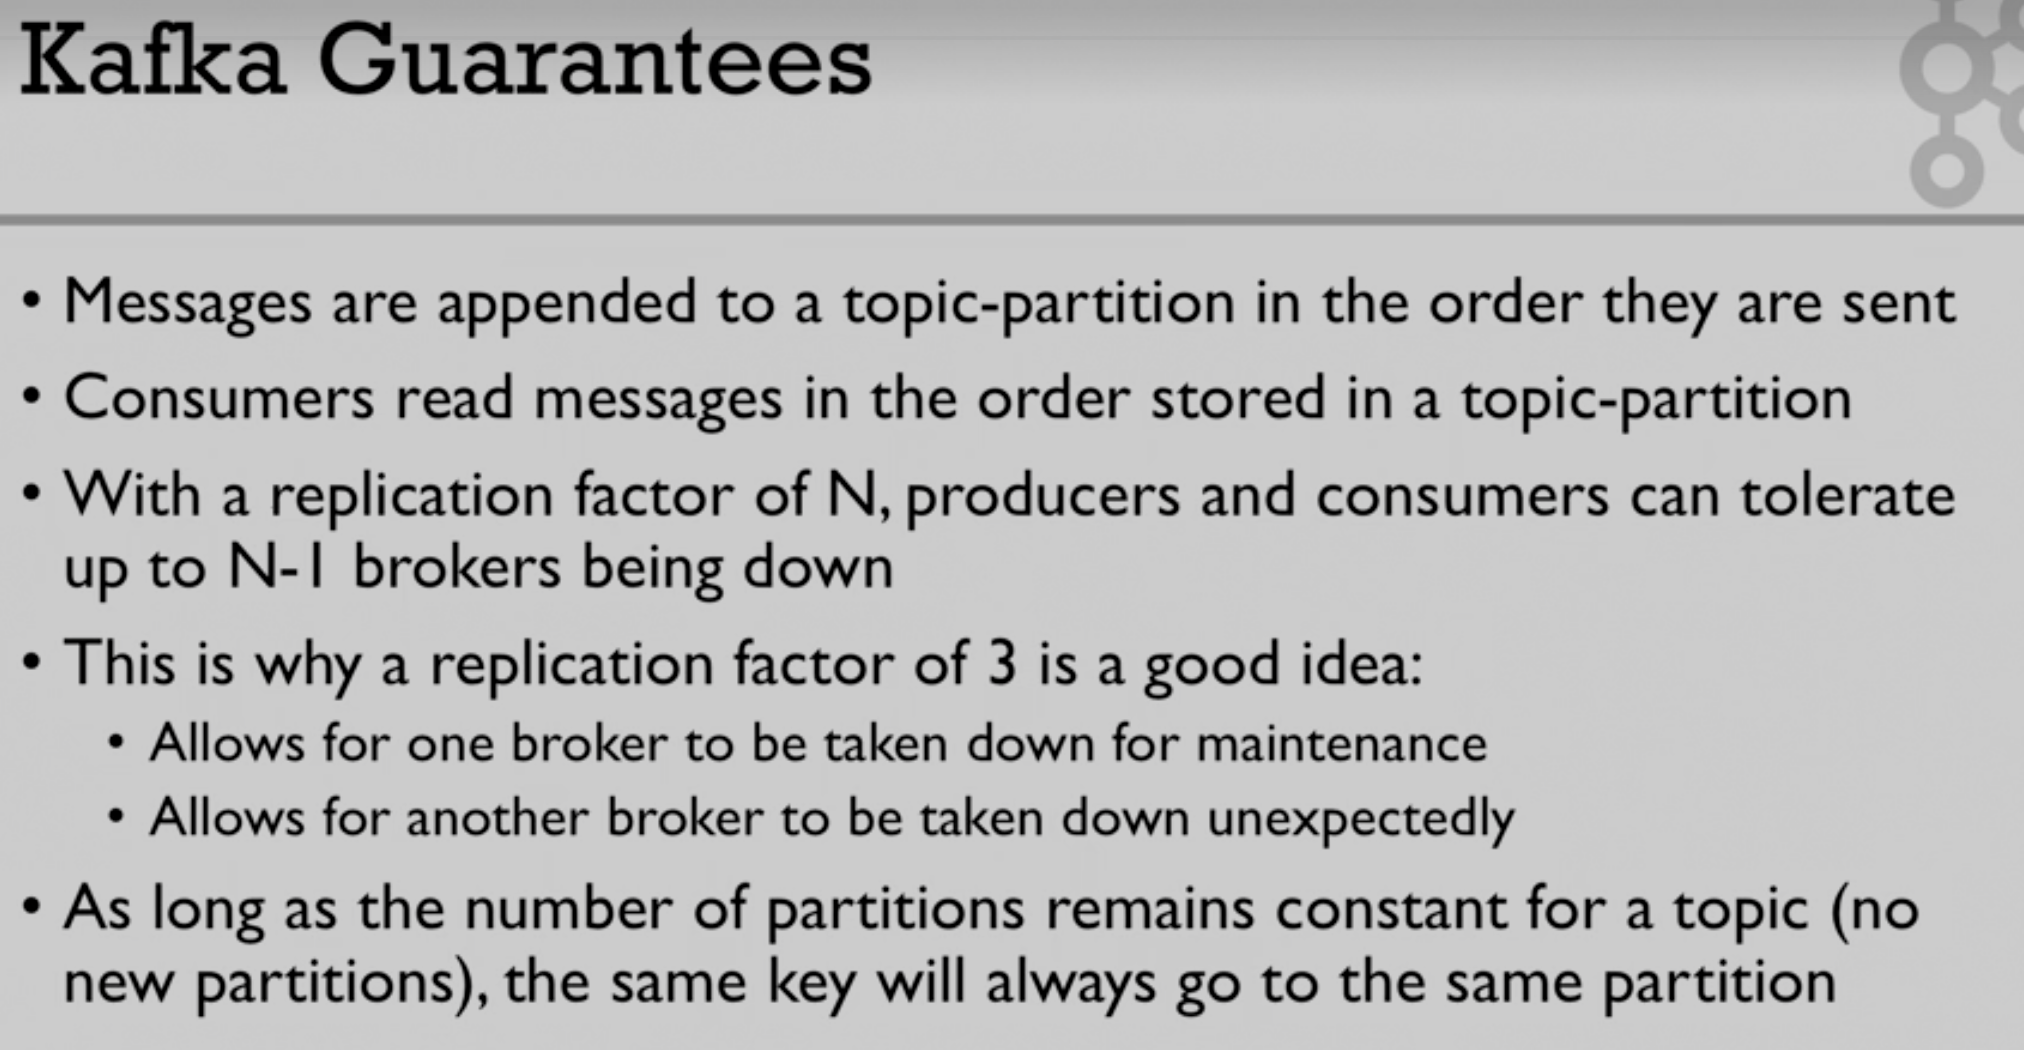 Kafka Guarantees
• Messages are appended to a topic-partition in the order they are sent
• Consumers read messages in the order stored in a topic-partition
• With a replication factor of N, producers and consumers can tolerate
up to N-1 brokers being down
• This is why a replication factor of 3 is a good idea:
• Allows for one broker to be taken down for maintenance
• Allows for another broker to be taken down unexpectedly
• As long as the number of partitions remains constant for a topic (no
new partitions), the same key will always go to the same partition